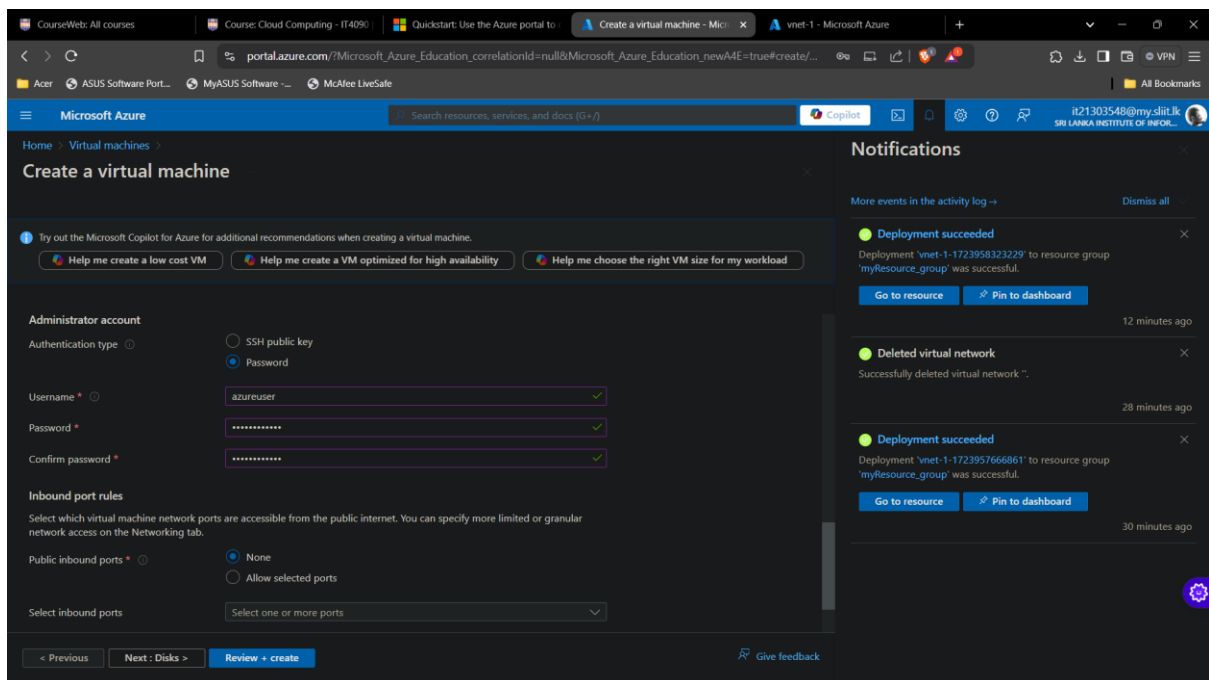 CourseWeb: All courses
Course: Cloud Computing - IT4090 |
Quickstart: Use the Azure portal to
Create a virtual machine - Micr
vnet-1 - Microsoft Azure
portal.azure.com/?Microsoft_Azure_Education_correlationId=null&Microsoft_Azure_Education_newA4E=true#create/...
VPN
Acer
ASUS Software Port...
MyASUS Software -...
McAfee LiveSafe
All Bookmarks
Microsoft Azure
Search resources, services, and docs (G+/)
Copilot
it21303548@my.sliit.lk
SRI LANKA INSTITUTE OF INFOR...
Home > Virtual machines >
Create a virtual machine
Try out the Microsoft Copilot for Azure for additional recommendations when creating a virtual machine.
Help me create a low cost VM
Help me create a VM optimized for high availability
Help me choose the right VM size for my workload
Administrator account
Authentication type
SSH public key
Password
Username *
azureuser
Password *
••••••••••••
Confirm password *
••••••••••••
Inbound port rules
Select which virtual machine network ports are accessible from the public internet. You can specify more limited or granular
network access on the Networking tab.
Public inbound ports *
None
Allow selected ports
Select inbound ports
Select one or more ports
< Previous
Next : Disks >
Review + create
Give feedback
Notifications
More events in the activity log →
Dismiss all
Deployment succeeded
Deployment 'vnet-1-1723958323229' to resource group
'myResource_group' was successful.
Go to resource
Pin to dashboard
12 minutes ago
Deleted virtual network
Successfully deleted virtual network ''.
28 minutes ago
Deployment succeeded
Deployment 'vnet-1-1723957666861' to resource group
'myResource_group' was successful.
Go to resource
Pin to dashboard
30 minutes ago